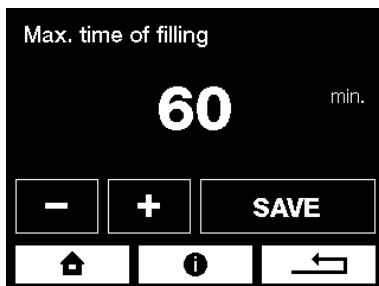 Max. time of filling
60 min.
− + SAVE